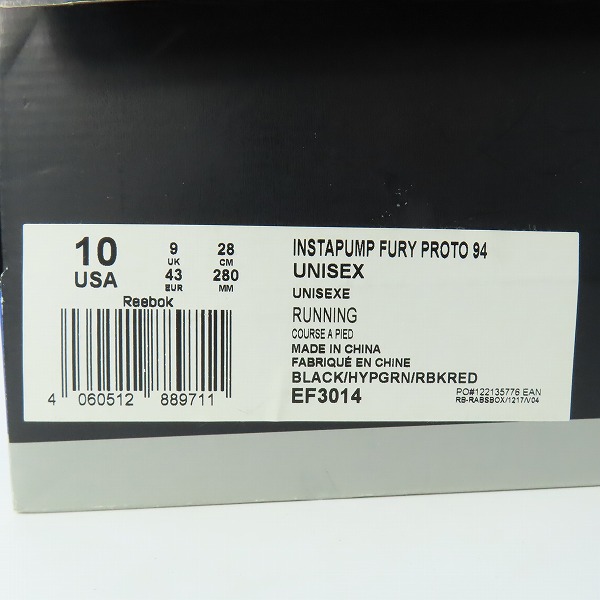 10 9 28 INSTAPUMP FURY PROTO 94
UK CM
USA 43 280 UNISEX
EUR MM
UNISEXE
Reebok
RUNNING
COURSE A PIED
MADE IN CHINA
FABRIQUÉ EN CHINE
BLACK/HYPGRN/RBKRED
4 060512 889711
EF3014
PO#122135776 EAN
RB-RABSBOX/1217/V04